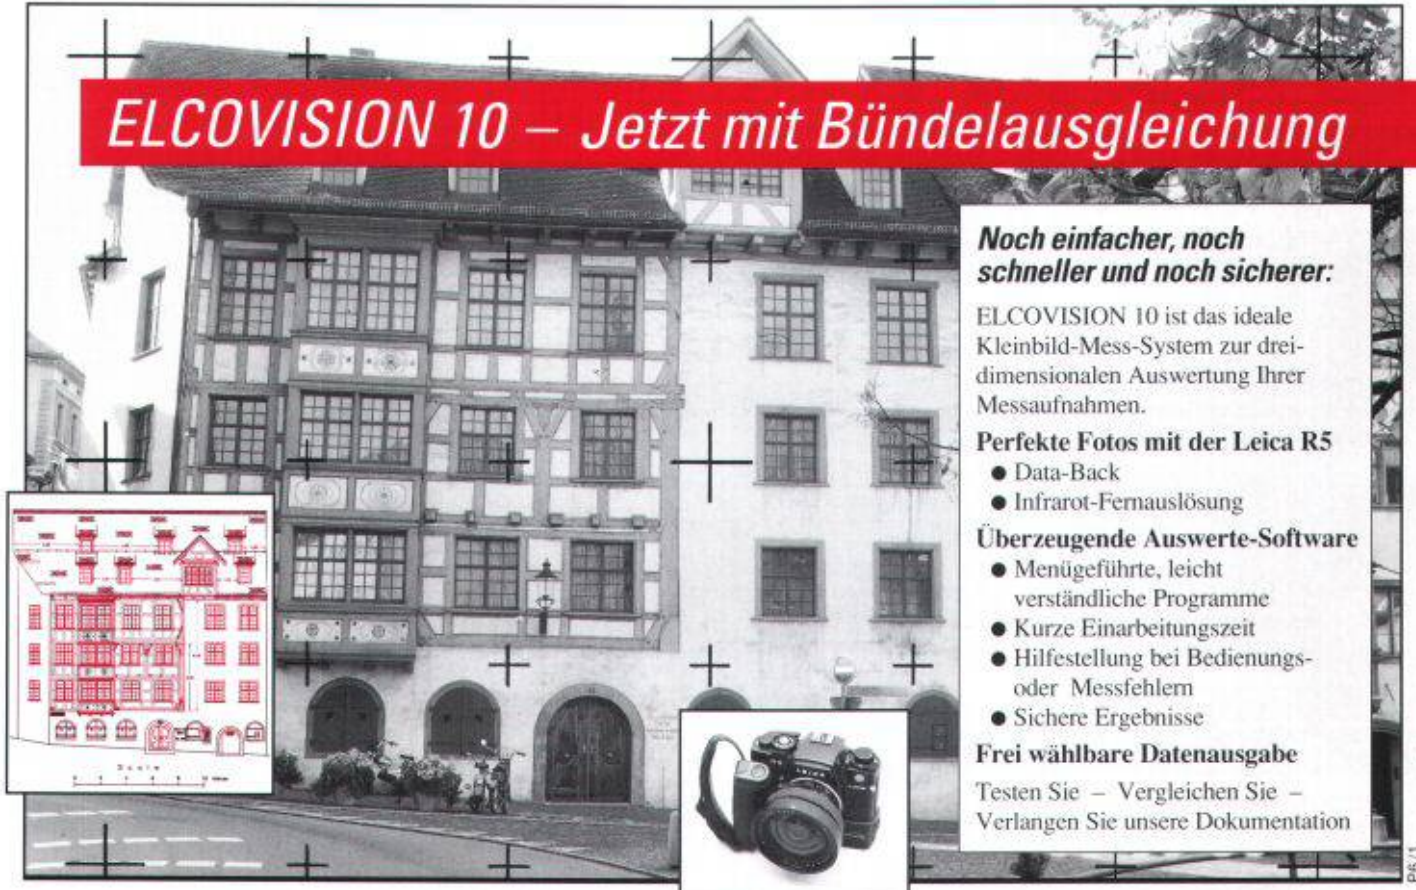 ELCOVISION 10 – Jetzt mit Bündelausgleichung
Noch einfacher, noch
schneller und noch sicherer:
ELCOVISION 10 ist das ideale
Kleinbild-Mess-System zur drei-
dimensionalen Auswertung Ihrer
Messaufnahmen.
Perfekte Fotos mit der Leica R5
● Data-Back
● Infrarot-Fernauslösung
Überzeugende Auswerte-Software
● Menügeführte, leicht
verständliche Programme
● Kurze Einarbeitungszeit
● Hilfestellung bei Bedienungs-
oder Messfehlern
● Sichere Ergebnisse
Frei wählbare Datenausgabe
Testen Sie – Vergleichen Sie –
Verlangen Sie unsere Dokumentation
Scale
LEICA